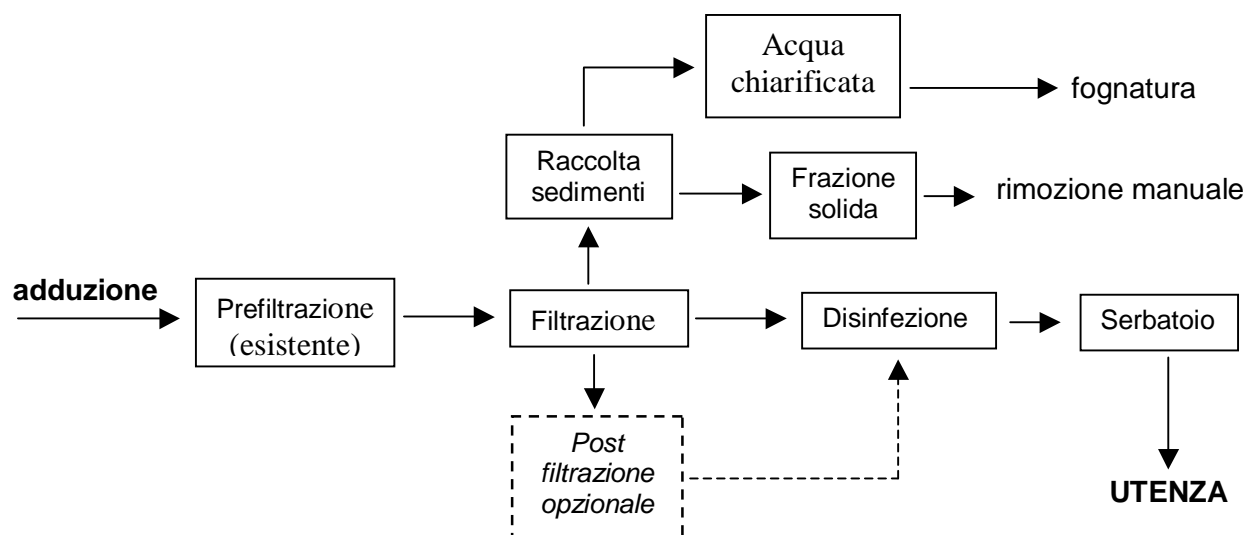 Acqua
chiarificata
fognatura
Raccolta
sedimenti
Frazione
solida
rimozione manuale
adduzione
Prefiltrazione
(esistente)
Filtrazione
Disinfezione
Serbatoio
Post
filtrazione
opzionale
UTENZA